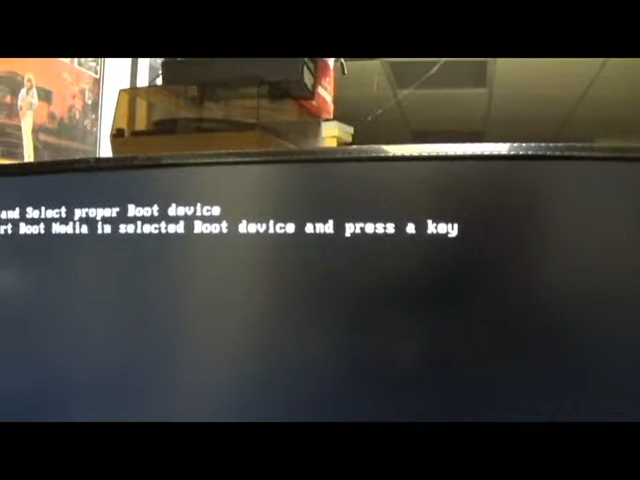 and Select proper Boot device
rt Boot Media in selected Boot device and press a key